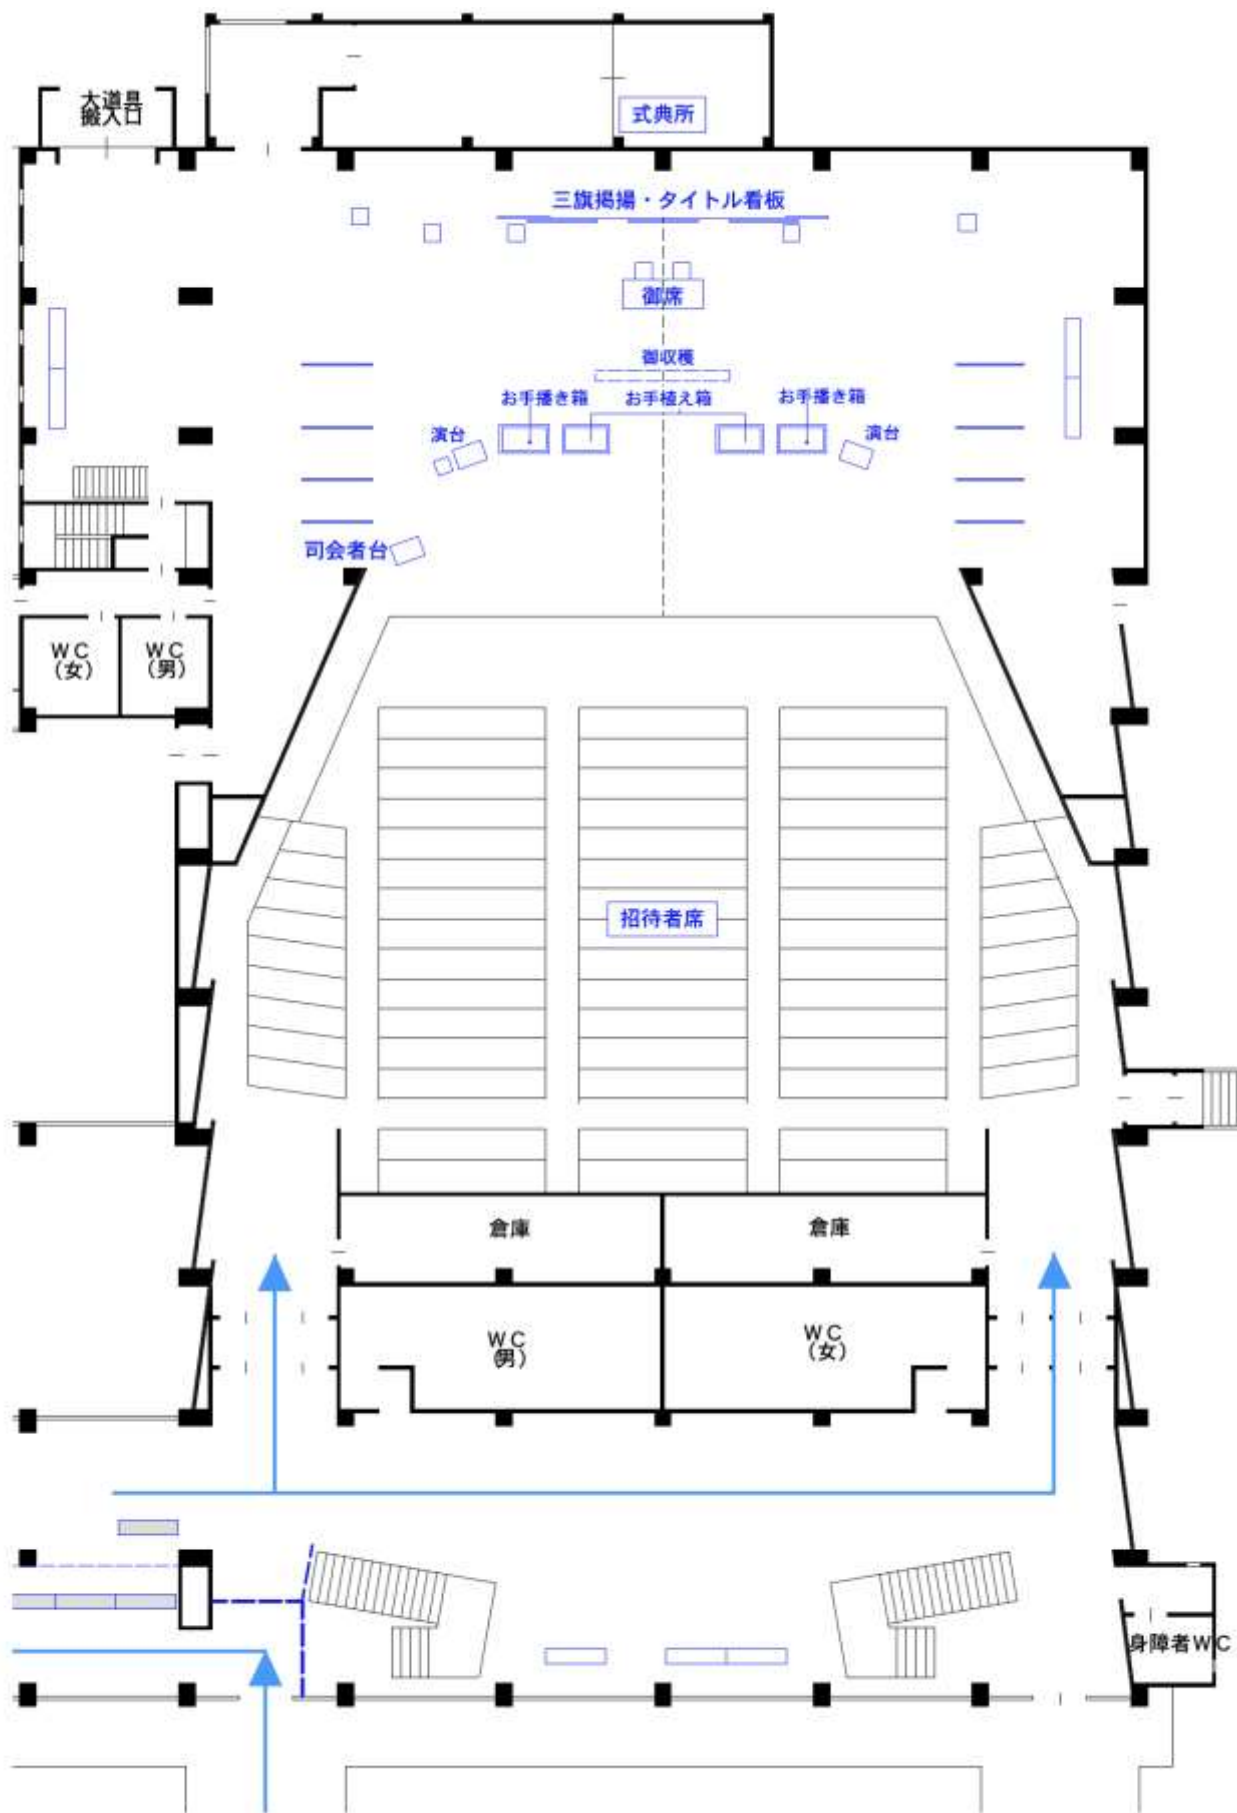 大道具
搬入口
式典所
三旗掲揚・タイトル看板
御席
御収穫
お手播き箱
お手植え箱
お手播き箱
演台
演台
司会者台
WC
(女)
WC
(男)
招待者席
倉庫
倉庫
WC
(男)
WC
(女)
身障者WC